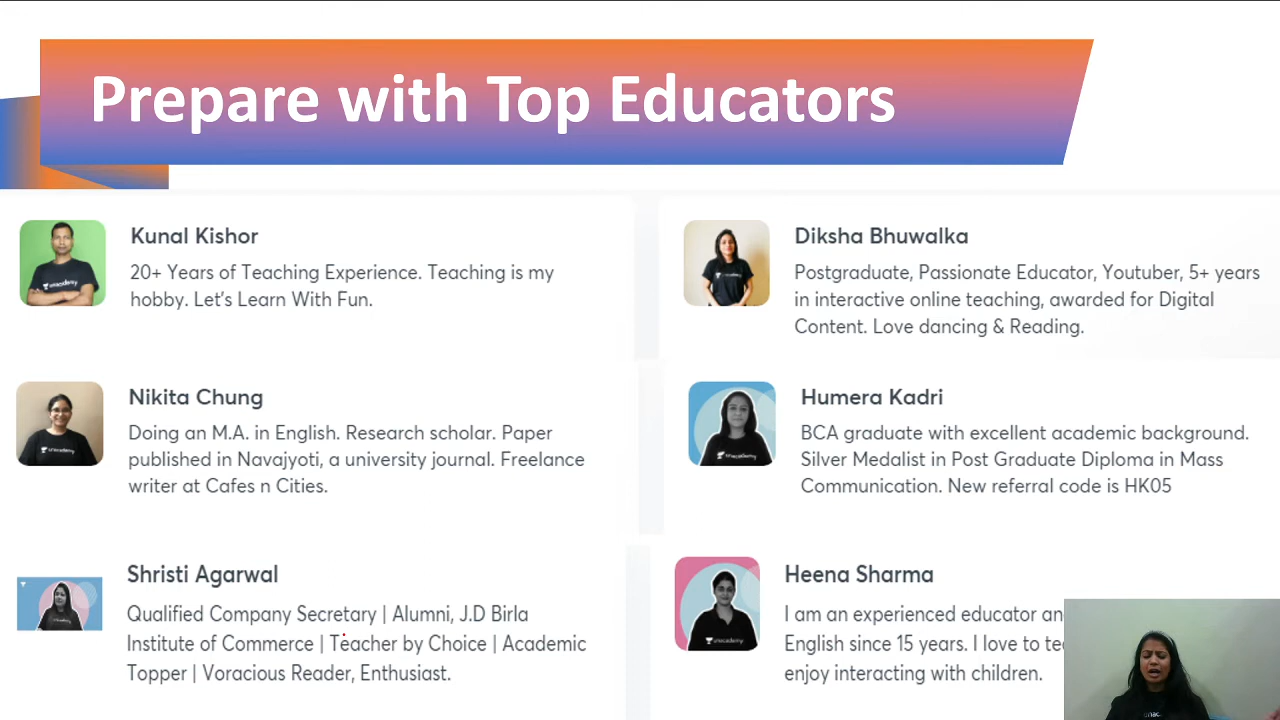 Prepare with Top Educators
Kunal Kishor
20+ Years of Teaching Experience. Teaching is my
hobby. Let's Learn With Fun.
Diksha Bhuwalka
Postgraduate, Passionate Educator, Youtuber, 5+ years
in interactive online teaching, awarded for Digital
Content. Love dancing & Reading.
Nikita Chung
Doing an M.A. in English. Research scholar. Paper
published in Navajyoti, a university journal. Freelance
writer at Cafes n Cities.
Humera Kadri
BCA graduate with excellent academic background.
Silver Medalist in Post Graduate Diploma in Mass
Communication. New referral code is HK05
Shristi Agarwal
Qualified Company Secretary | Alumni, J.D Birla
Institute of Commerce | Teacher by Choice | Academic
Topper | Voracious Reader, Enthusiast.
Heena Sharma
I am an experienced educator
English since 15 years. I love to
enjoy interacting with children.